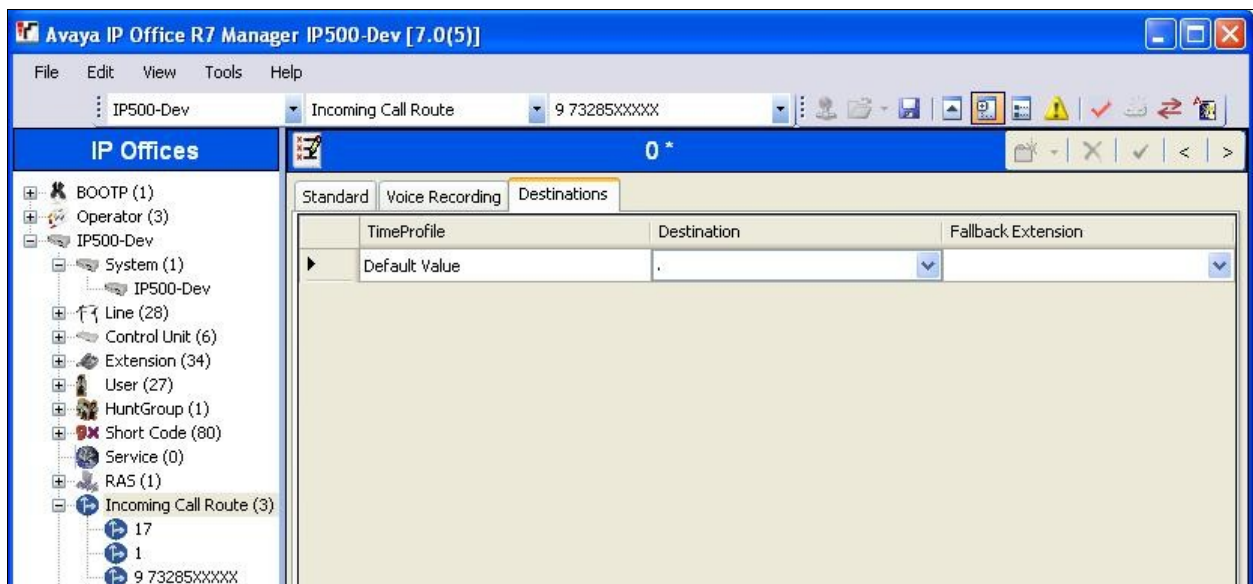 Avaya IP Office R7 Manager IP500-Dev [7.0(5)]
File Edit View Tools Help
IP500-Dev Incoming Call Route 9 73285XXXXX
IP Offices
0 *
Standard Voice Recording Destinations
TimeProfile Destination Fallback Extension
Default Value .
BOOTP (1)
Operator (3)
IP500-Dev
System (1)
IP500-Dev
Line (28)
Control Unit (6)
Extension (34)
User (27)
HuntGroup (1)
Short Code (80)
Service (0)
RAS (1)
Incoming Call Route (3)
17
1
9 73285XXXXX